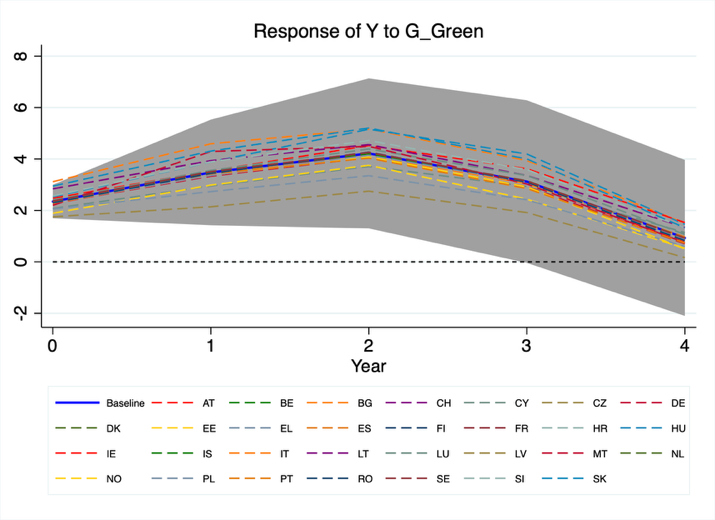 Response of Y to G_Green
8
6
4
2
0
-2
0 1 2 3 4
Year
Baseline AT BE BG CH CY CZ DE
DK EE EL ES FI FR HR HU
IE IS IT LT LU LV MT NL
NO PL PT RO SE SI SK